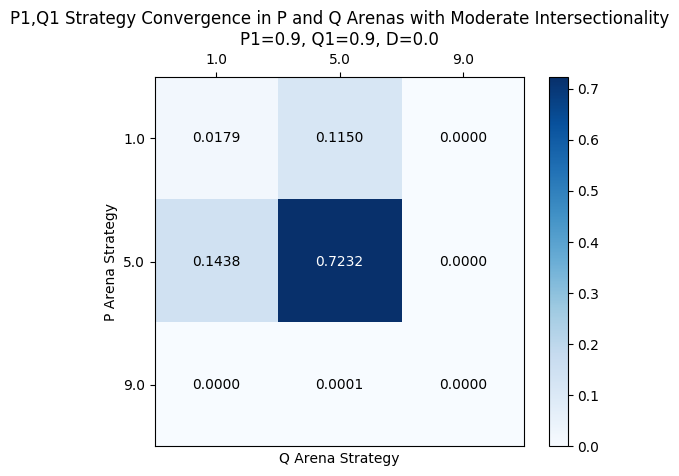 P1,Q1 Strategy Convergence in P and Q Arenas with Moderate Intersectionality
P1=0.9, Q1=0.9, D=0.0
1.0 5.0 9.0
0.7
1.0 0.0179 0.1150 0.0000
0.6
0.5
P Arena Strategy
5.0 0.1438 0.7232 0.0000
0.4
0.3
0.2
9.0 0.0000 0.0001 0.0000
0.1
0.0
Q Arena Strategy